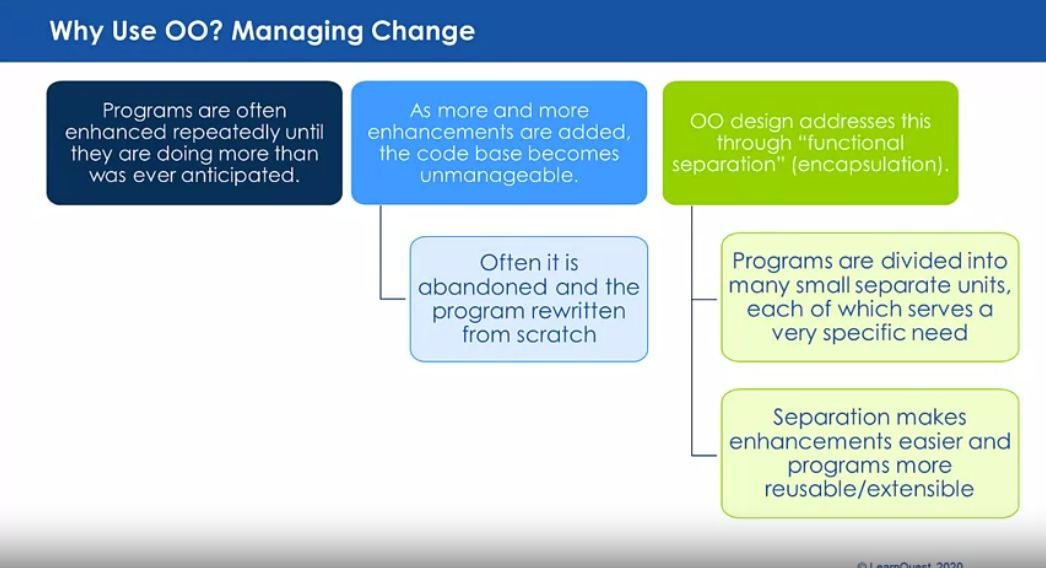 Why Use OO? Managing Change
Programs are often
enhanced repeatedly until
they are doing more than
was ever anticipated.
As more and more
enhancements are added,
the code base becomes
unmanageable.
Often it is
abandoned and the
program rewritten
from scratch
OO design addresses this
through “functional
separation” (encapsulation).
Programs are divided into
many small separate units,
each of which serves a
very specific need
Separation makes
enhancements easier and
programs more
reusable/extensible
© LearnQuest 2020